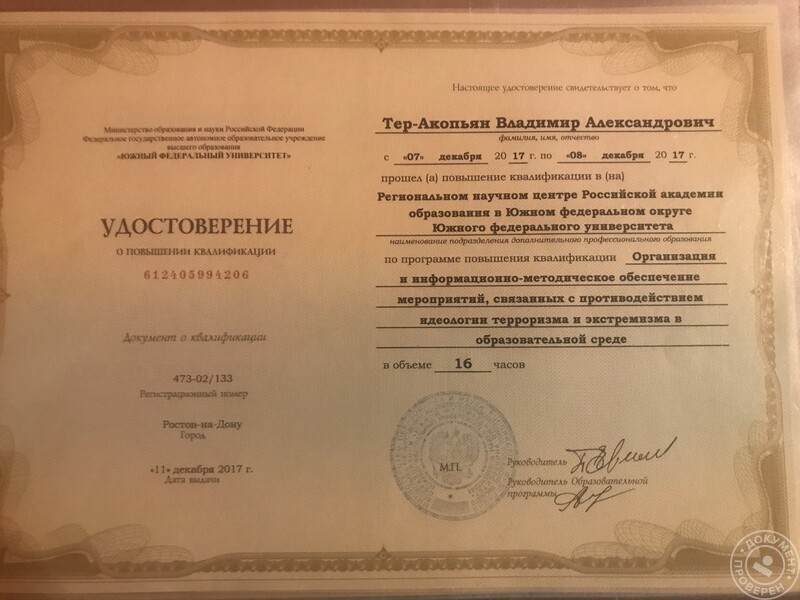 Министерство образования и науки Российской Федерации
Федеральное государственное автономное образовательное учреждение
высшего образования
«ЮЖНЫЙ ФЕДЕРАЛЬНЫЙ УНИВЕРСИТЕТ»
УДОСТОВЕРЕНИЕ
О ПОВЫШЕНИИ КВАЛИФИКАЦИИ
612405994206
Документ о квалификации
473-02/133
Регистрационный номер
Ростов-на-Дону
Город
«11» декабря 2017 г.
Дата выдачи
Настоящее удостоверение свидетельствует о том, что
Тер-Акопьян Владимир Александрович
фамилия, имя, отчество
с «07» декабря 20 17 г. по «08» декабря 20 17 г.
прошел (а) повышение квалификации в (на)
Региональном научном центре Российской академии
образования в Южном федеральном округе
Южного федерального университета
наименование подразделения дополнительного профессионального образования
по программе повышения квалификации Организация
и информационно-методическое обеспечение
мероприятий, связанных с противодействием
идеологии терроризма и экстремизма в
образовательной среде
в объеме 16 часов
М.П.
Руководитель
Руководитель Образовательной
программы
ДОКУМЕНТ ПРОВЕРЕН